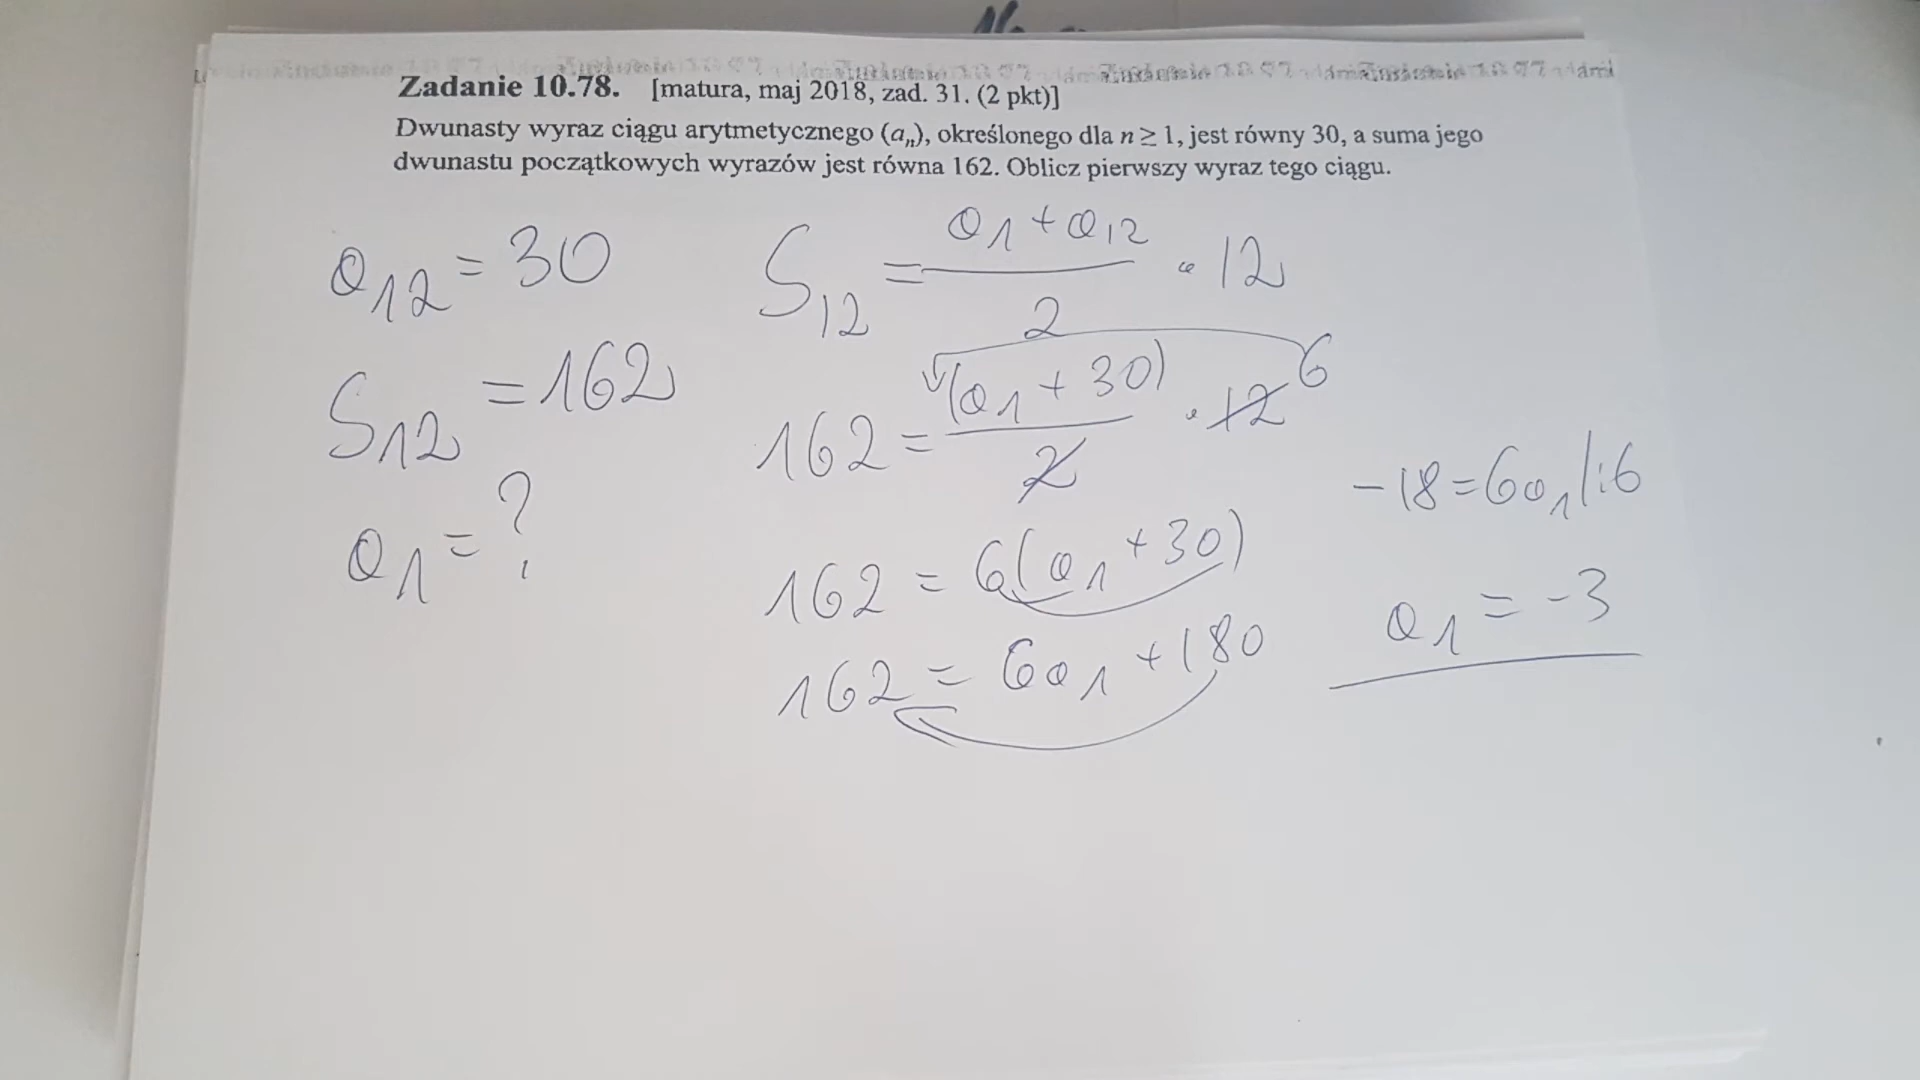 Zadanie 10.78. [matura, maj 2018, zad. 31. (2 pkt)]
Dwunasty wyraz ciągu arytmetycznego (aₙ), określonego dla n ≥ 1, jest równy 30, a suma jego
dwunastu początkowych wyrazów jest równa 162. Oblicz pierwszy wyraz tego ciągu.
a₁₂ = 30
S₁₂ = 162
a₁ = ?
S₁₂ = (a₁ + a₁₂)/2 · 12
162 = (a₁ + 30)/2 · 12 6
162 = 6(a₁ + 30)
162 = 6a₁ + 180
-18 = 6a₁ |:6
a₁ = -3